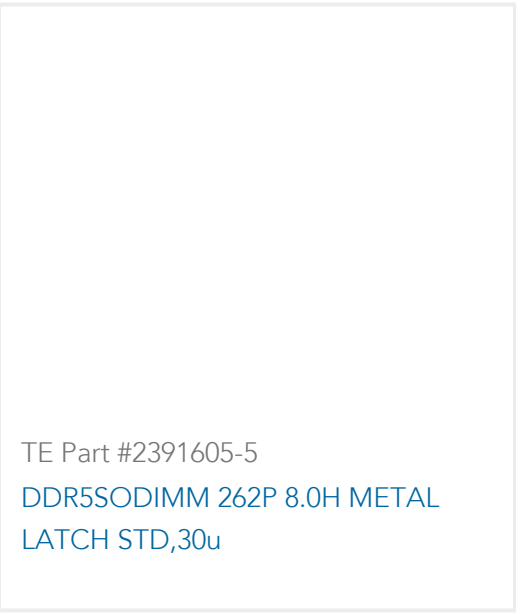 TE Part #2391605-5
DDR5SODIMM 262P 8.0H METAL
LATCH STD,30u